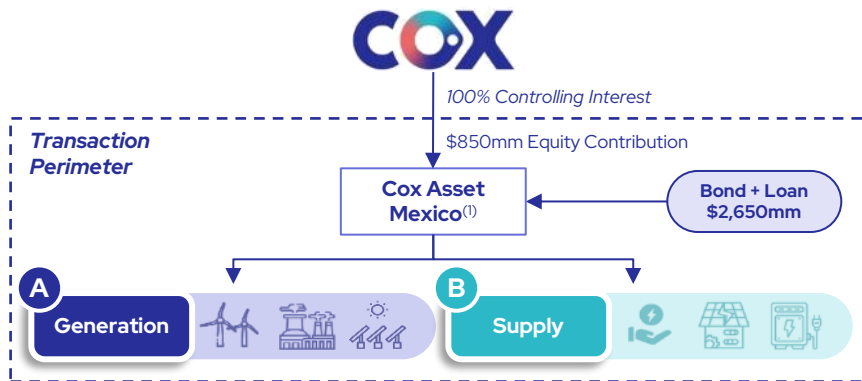 COX
100% Controlling Interest
Transaction
Perimeter
$850mm Equity Contribution
Cox Asset
Mexico(1)
Bond + Loan
$2,650mm
A
Generation
B
Supply